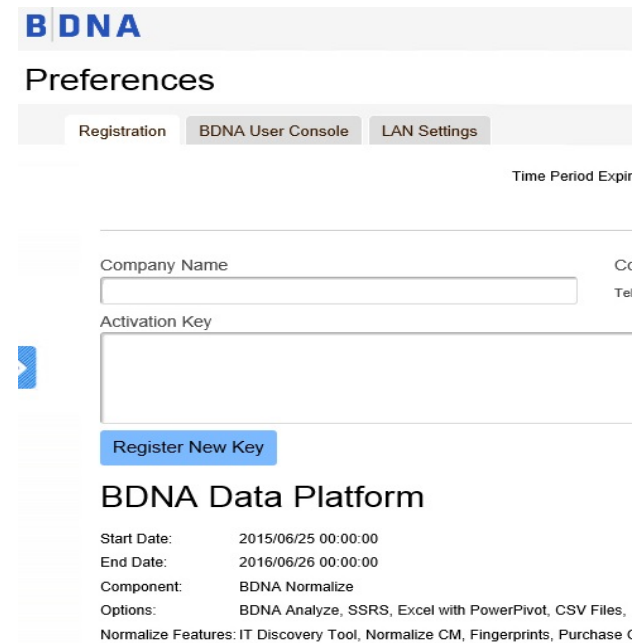 BDNA
Preferences
Registration BDNA User Console LAN Settings
Time Period Expir
Company Name Co
Tel
Activation Key
Register New Key
BDNA Data Platform
Start Date: 2015/06/25 00:00:00
End Date: 2016/06/26 00:00:00
Component: BDNA Normalize
Options: BDNA Analyze, SSRS, Excel with PowerPivot, CSV Files,
Normalize Features: IT Discovery Tool, Normalize CM, Fingerprints, Purchase